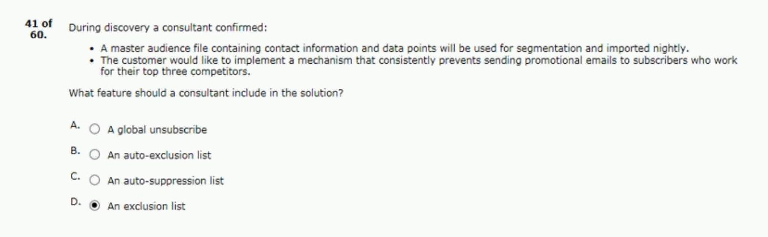 41 of
60.
During discovery a consultant confirmed:
• A master audience file containing contact information and data points will be used for segmentation and imported nightly.
• The customer would like to implement a mechanism that consistently prevents sending promotional emails to subscribers who work
for their top three competitors.
What feature should a consultant include in the solution?
A. A global unsubscribe
B. An auto-exclusion list
C. An auto-suppression list
D. An exclusion list